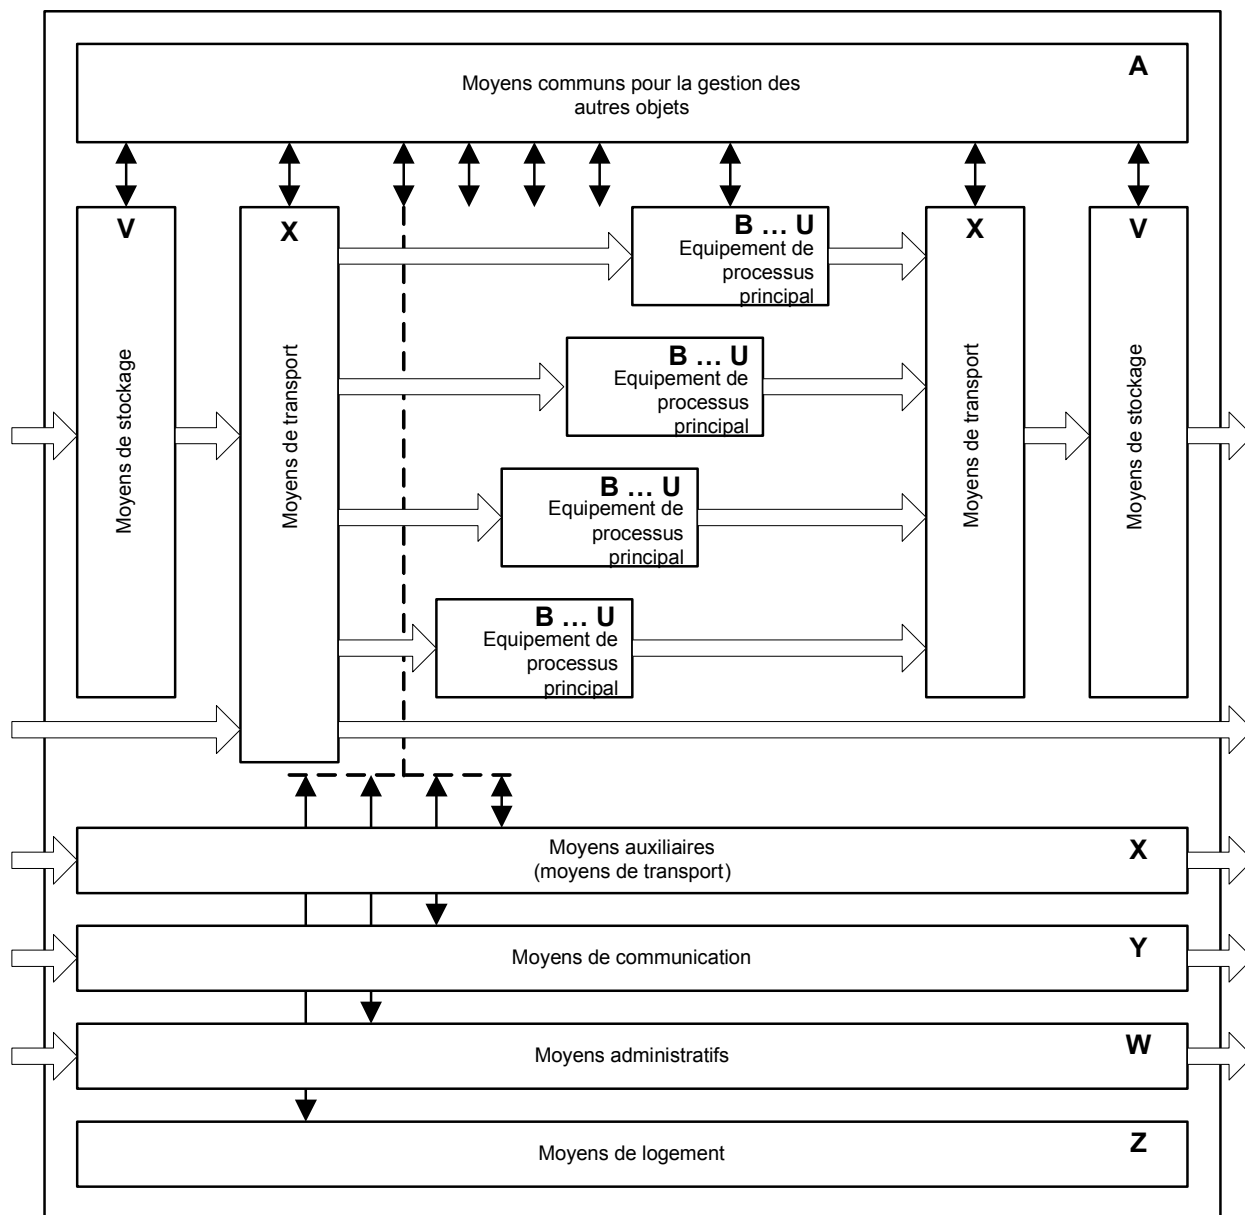 A
Moyens communs pour la gestion des
autres objets
V
Moyens de stockage
X
Moyens de transport
B ... U
Equipement de
processus
principal
B ... U
Equipement de
processus
principal
B ... U
Equipement de
processus
principal
B ... U
Equipement de
processus
principal
X
Moyens de transport
V
Moyens de stockage
Moyens auxiliaires
(moyens de transport)
X
Moyens de communication
Y
Moyens administratifs
W
Moyens de logement
Z